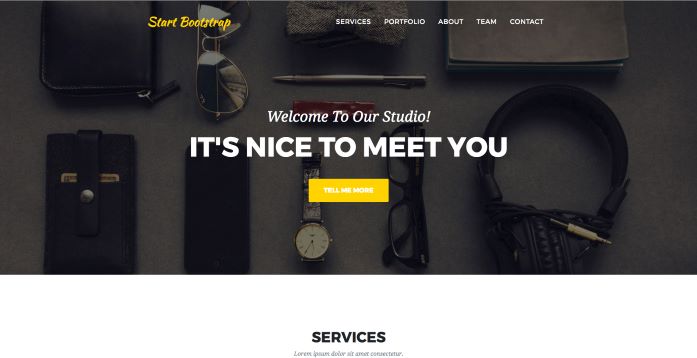 Start Bootstrap
SERVICES PORTFOLIO ABOUT TEAM CONTACT
Welcome To Our Studio!
IT'S NICE TO MEET YOU
TELL ME MORE
SERVICES
Lorem ipsum dolor sit amet consectetur.